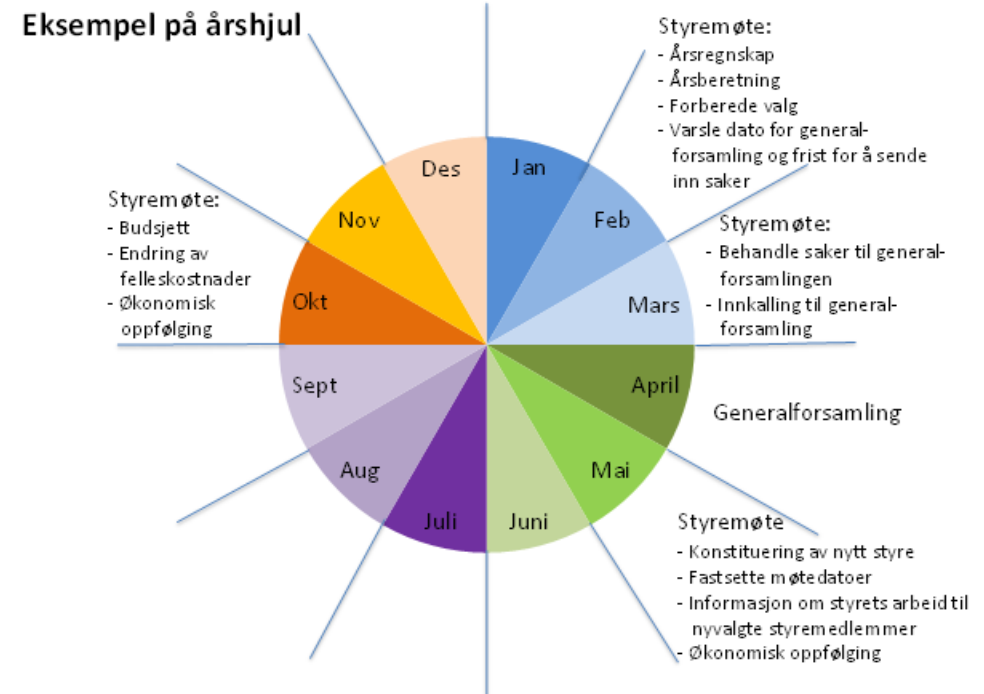 Eksempel på årshjul
Styremøte:
- Årsregnskap
- Årsberetning
- Forberede valg
- Varsle dato for general-
forsamling og frist for å sende
inn saker
Styremøte:
- Behandle saker til general-
forsamlingen
- Innkalling til general-
forsamling
Generalforsamling
Styremøte
- Konstituering av nytt styre
- Fastsette møtedatoer
- Informasjon om styrets arbeid til
nyvalgte styremedlemmer
- Økonomisk oppfølging
Styremøte:
- Budsjett
- Endring av
felleskostnader
- Økonomisk
oppfølging
Jan
Feb
Mars
April
Mai
Juni
Juli
Aug
Sept
Okt
Nov
Des